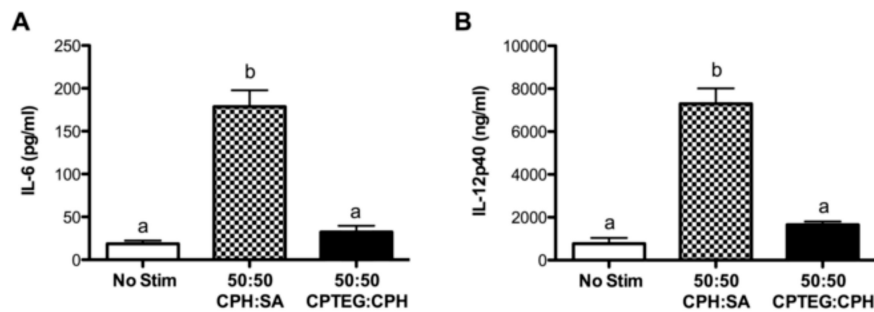 A
IL-6 (pg/ml)
250
200
150
100
50
0
a
b
a
No Stim
50:50
CPH:SA
50:50
CPTEG:CPH
B
IL-12p40 (ng/ml)
10000
8000
6000
4000
2000
0
a
b
a
No Stim
50:50
CPH:SA
50:50
CPTEG:CPH